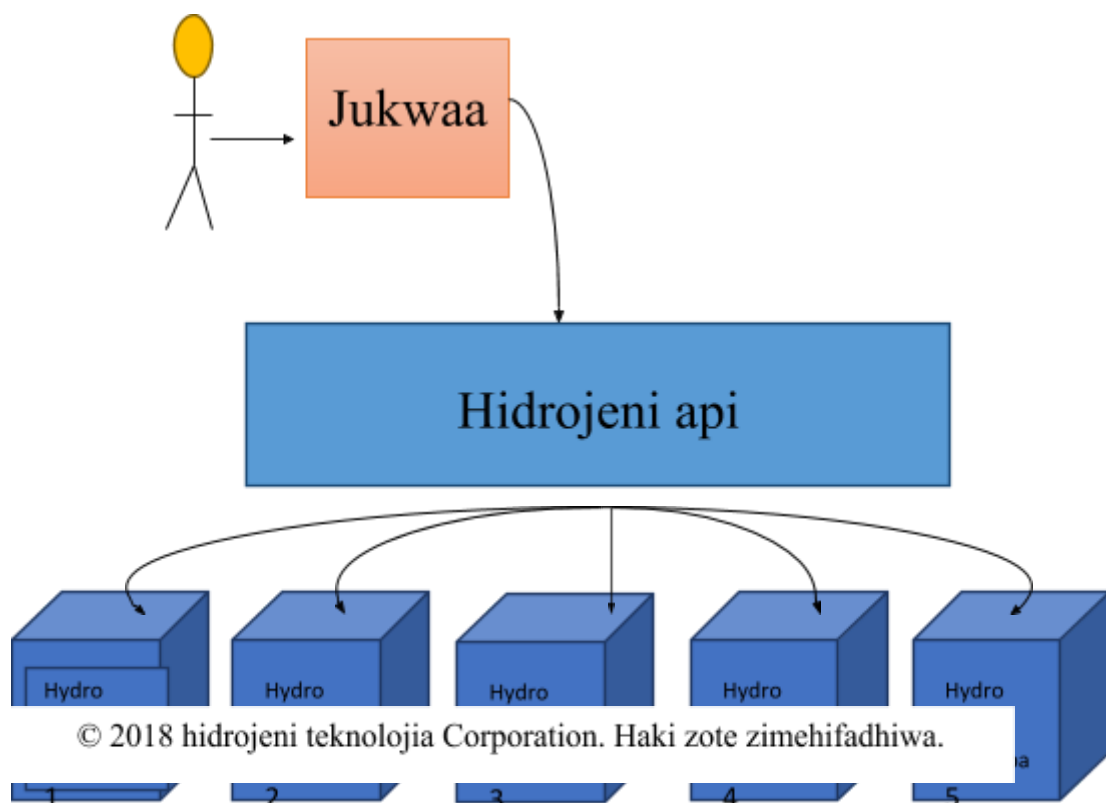 Jukwaa
Hidrojeni api
Hydro
Hydro
Hydro
Hydro
Hydro
© 2018 hidrojeni teknolojia Corporation. Haki zote zimehifadhiwa.
1
2
3
4
5